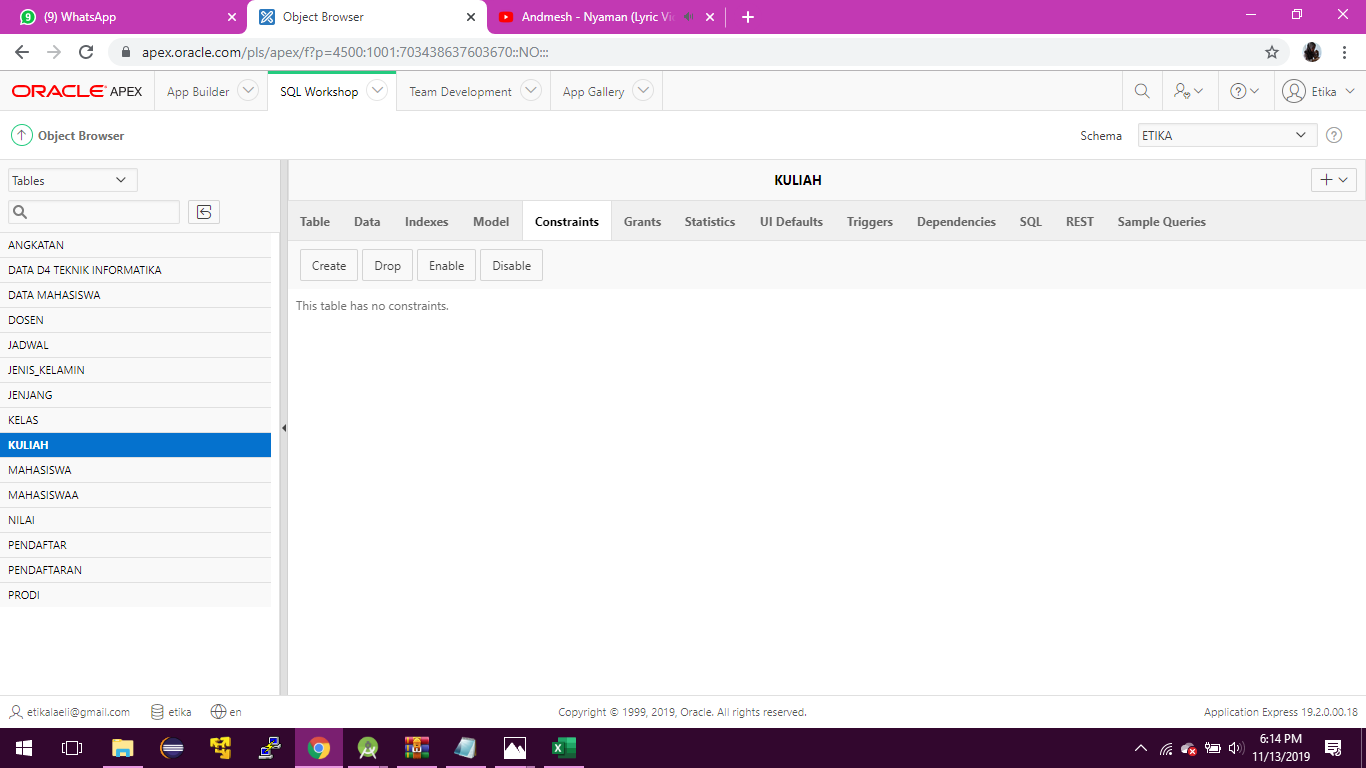 (9) WhatsApp
Object Browser
Andmesh - Nyaman (Lyric Vi
apex.oracle.com/pls/apex/f?p=4500:1001:703438637603670::NO:::
ORACLE APEX
App Builder
SQL Workshop
Team Development
App Gallery
Etika
Object Browser
Schema
ETIKA
Tables
KULIAH
Table Data Indexes Model Constraints Grants Statistics UI Defaults Triggers Dependencies SQL REST Sample Queries
Create Drop Enable Disable
This table has no constraints.
ANGKATAN
DATA D4 TEKNIK INFORMATIKA
DATA MAHASISWA
DOSEN
JADWAL
JENIS_KELAMIN
JENJANG
KELAS
KULIAH
MAHASISWA
MAHASISWAA
NILAI
PENDAFTAR
PENDAFTARAN
PRODI
etikalaeli@gmail.com
etika
en
Copyright © 1999, 2019, Oracle. All rights reserved.
Application Express 19.2.0.00.18
6:14 PM
11/13/2019